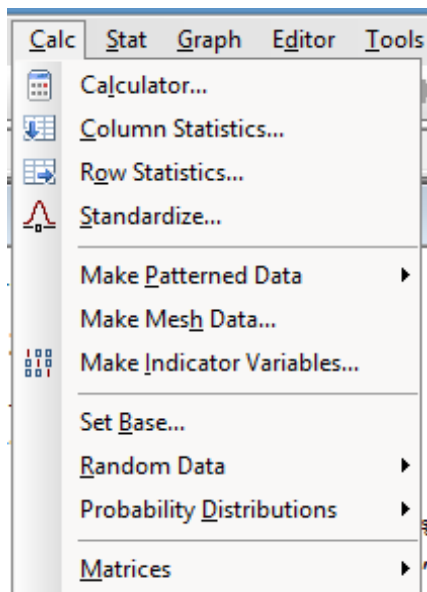 Calc Stat Graph Editor Tools
Calculator...
Column Statistics...
Row Statistics...
Standardize...
Make Patterned Data
Make Mesh Data...
Make Indicator Variables...
Set Base...
Random Data
Probability Distributions
Matrices